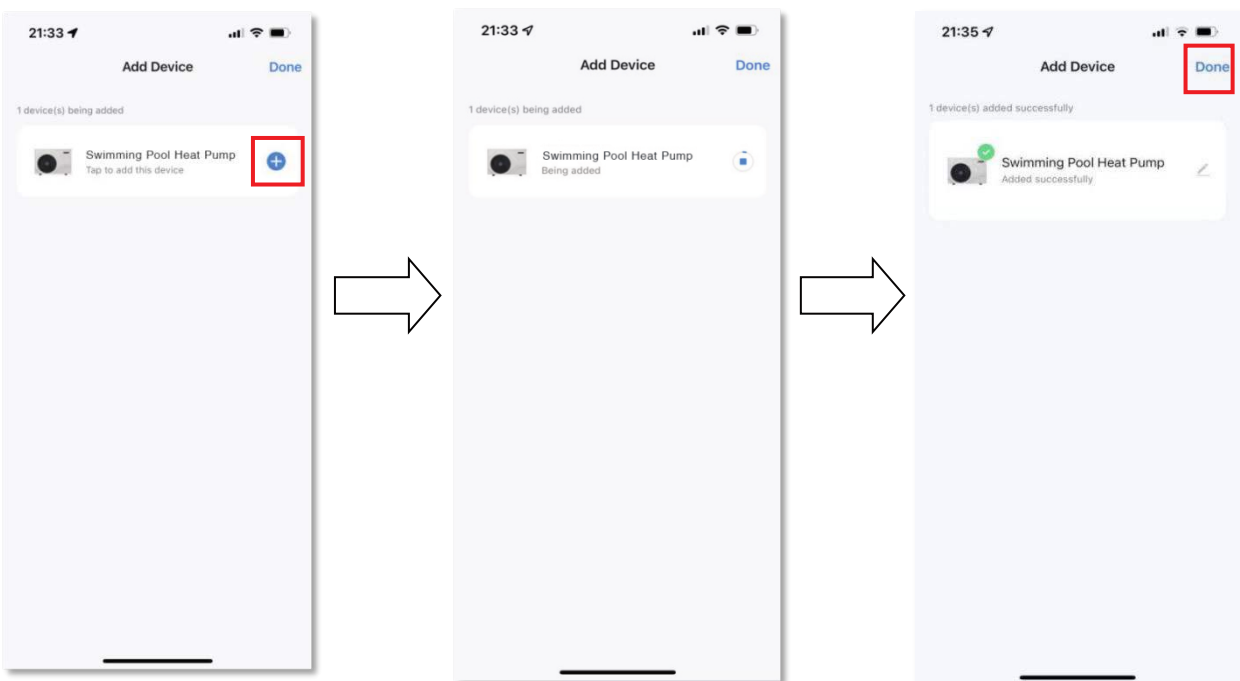 21:33
Add Device
Done
1 device(s) being added
Swimming Pool Heat Pump
Tap to add this device
21:33
Add Device
Done
1 device(s) being added
Swimming Pool Heat Pump
Being added
21:35
Add Device
Done
1 device(s) added successfully
Swimming Pool Heat Pump
Added successfully